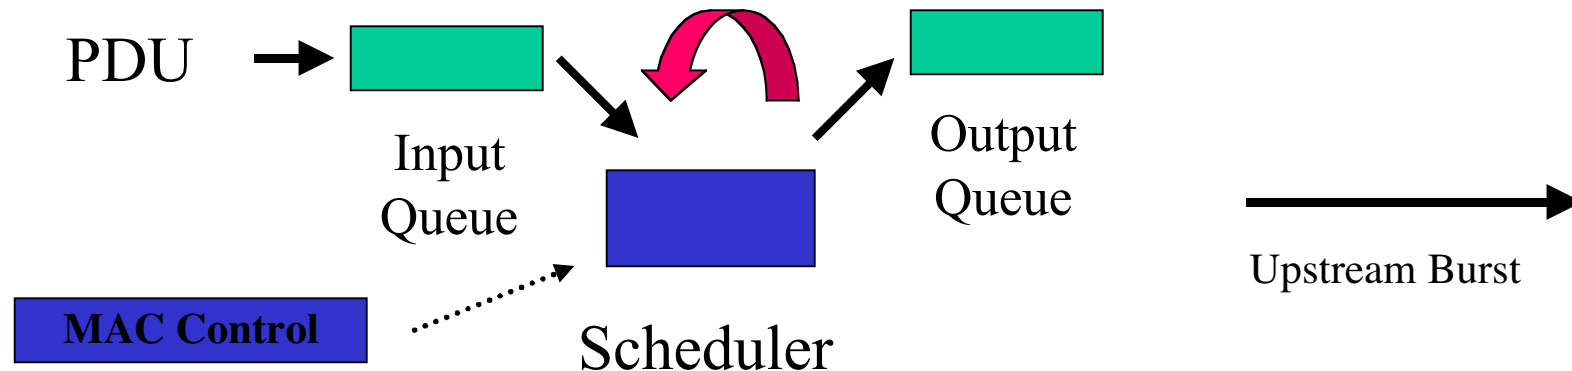 PDU
Input
Queue
Output
Queue
Upstream Burst
MAC Control
Scheduler